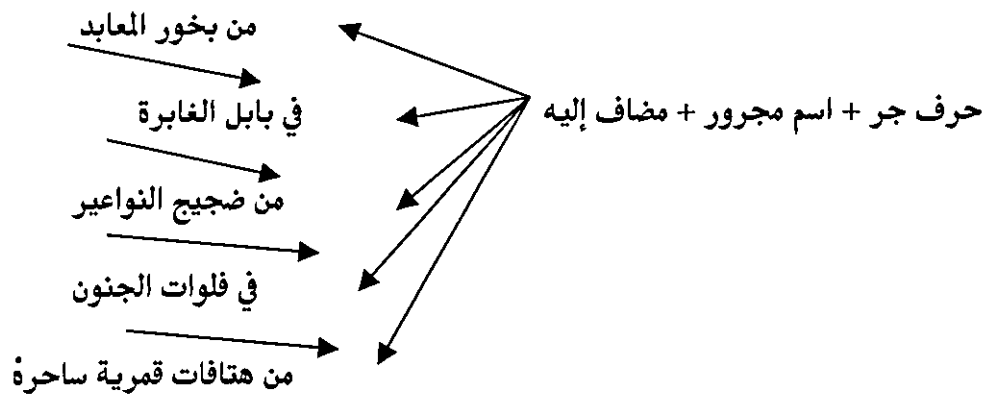 من بخور المعابد
حرف جر + اسم مجرور + مضاف إليه
في بابل الغابرة
من ضجيج النواعير
في فلوات الجنون
من هتافات قمرية ساحرهْ